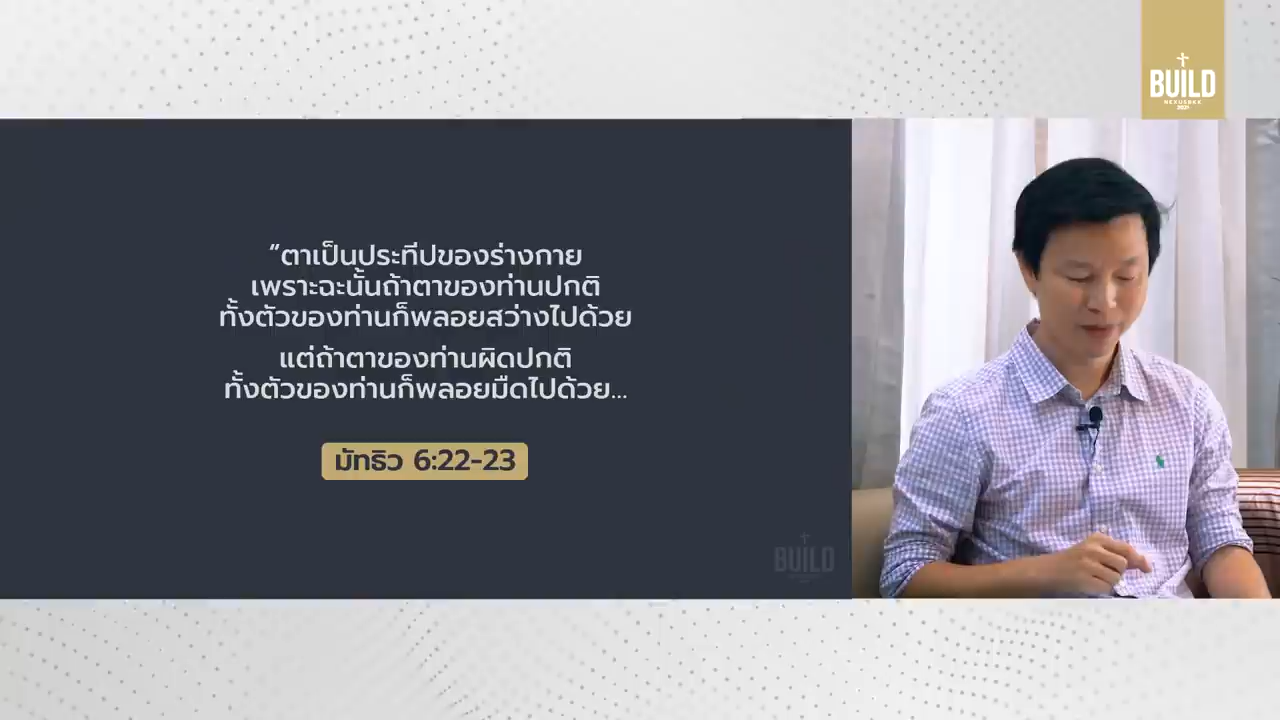 “ตาเป็นประทีปของร่างกาย
เพราะฉะนั้นถ้าตาของท่านปกติ
ทั้งตัวของท่านก็พลอยสว่างไปด้วย
แต่ถ้าตาของท่านผิดปกติ
ทั้งตัวของท่านก็พลอยมืดไปด้วย...
มัทธิว 6:22-23
BUILD
NEXUSBKK
2021
BUILD